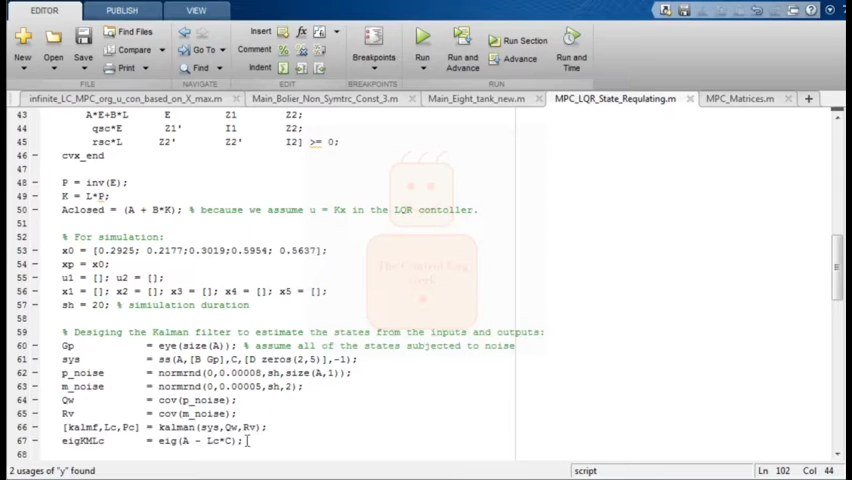 EDITOR PUBLISH VIEW
New Open Save Find Files Compare Print Go To Find Insert Comment Indent fx Breakpoints Run Run and Advance Run Section Advance Run and Time
FILE NAVIGATE EDIT BREAKPOINTS RUN
infinite_LC_MPC_org_u_con_based_on_X_max.m Main_Bolier_Non_Symtrc_Const_3.m Main_Eight_tank_new.m MPC_LQR_State_Regulating.m MPC_Matrices.m
43 A*E+B*L E Z1 Z2;
44 qsc*E Z1' I1 Z2;
45 rsc*L Z2' Z2' I2] >= 0;
46 cvx_end
47
48 P = inv(E);
49 K = L*P;
50 Aclosed = (A + B*K); % because we assume u = Kx in the LQR contoller.
51
52 % For simulation:
53 x0 = [0.2925; 0.2177;0.3019;0.5954; 0.5637];
54 xp = x0;
55 u1 = []; u2 = [];
56 x1 = []; x2 = []; x3 = []; x4 = []; x5 = [];
57 sh = 20; % simiulation duration
58
59 % Desiging the Kalman filter to estimate the states from the inputs and outputs:
60 Gp = eye(size(A)); % assume all of the states subjected to noise
61 sys = ss(A,[B Gp],C,[D zeros(2,5)],-1);
62 p_noise = normrnd(0,0.00008,sh,size(A,1));
63 m_noise = normrnd(0,0.00005,sh,2);
64 Qw = cov(p_noise);
65 Rv = cov(m_noise);
66 [kalmf,Lc,Pc] = kalman(sys,Qw,Rv);
67 eigKMLc = eig(A - Lc*C);
68
2 usages of "y" found script Ln 102 Col 44